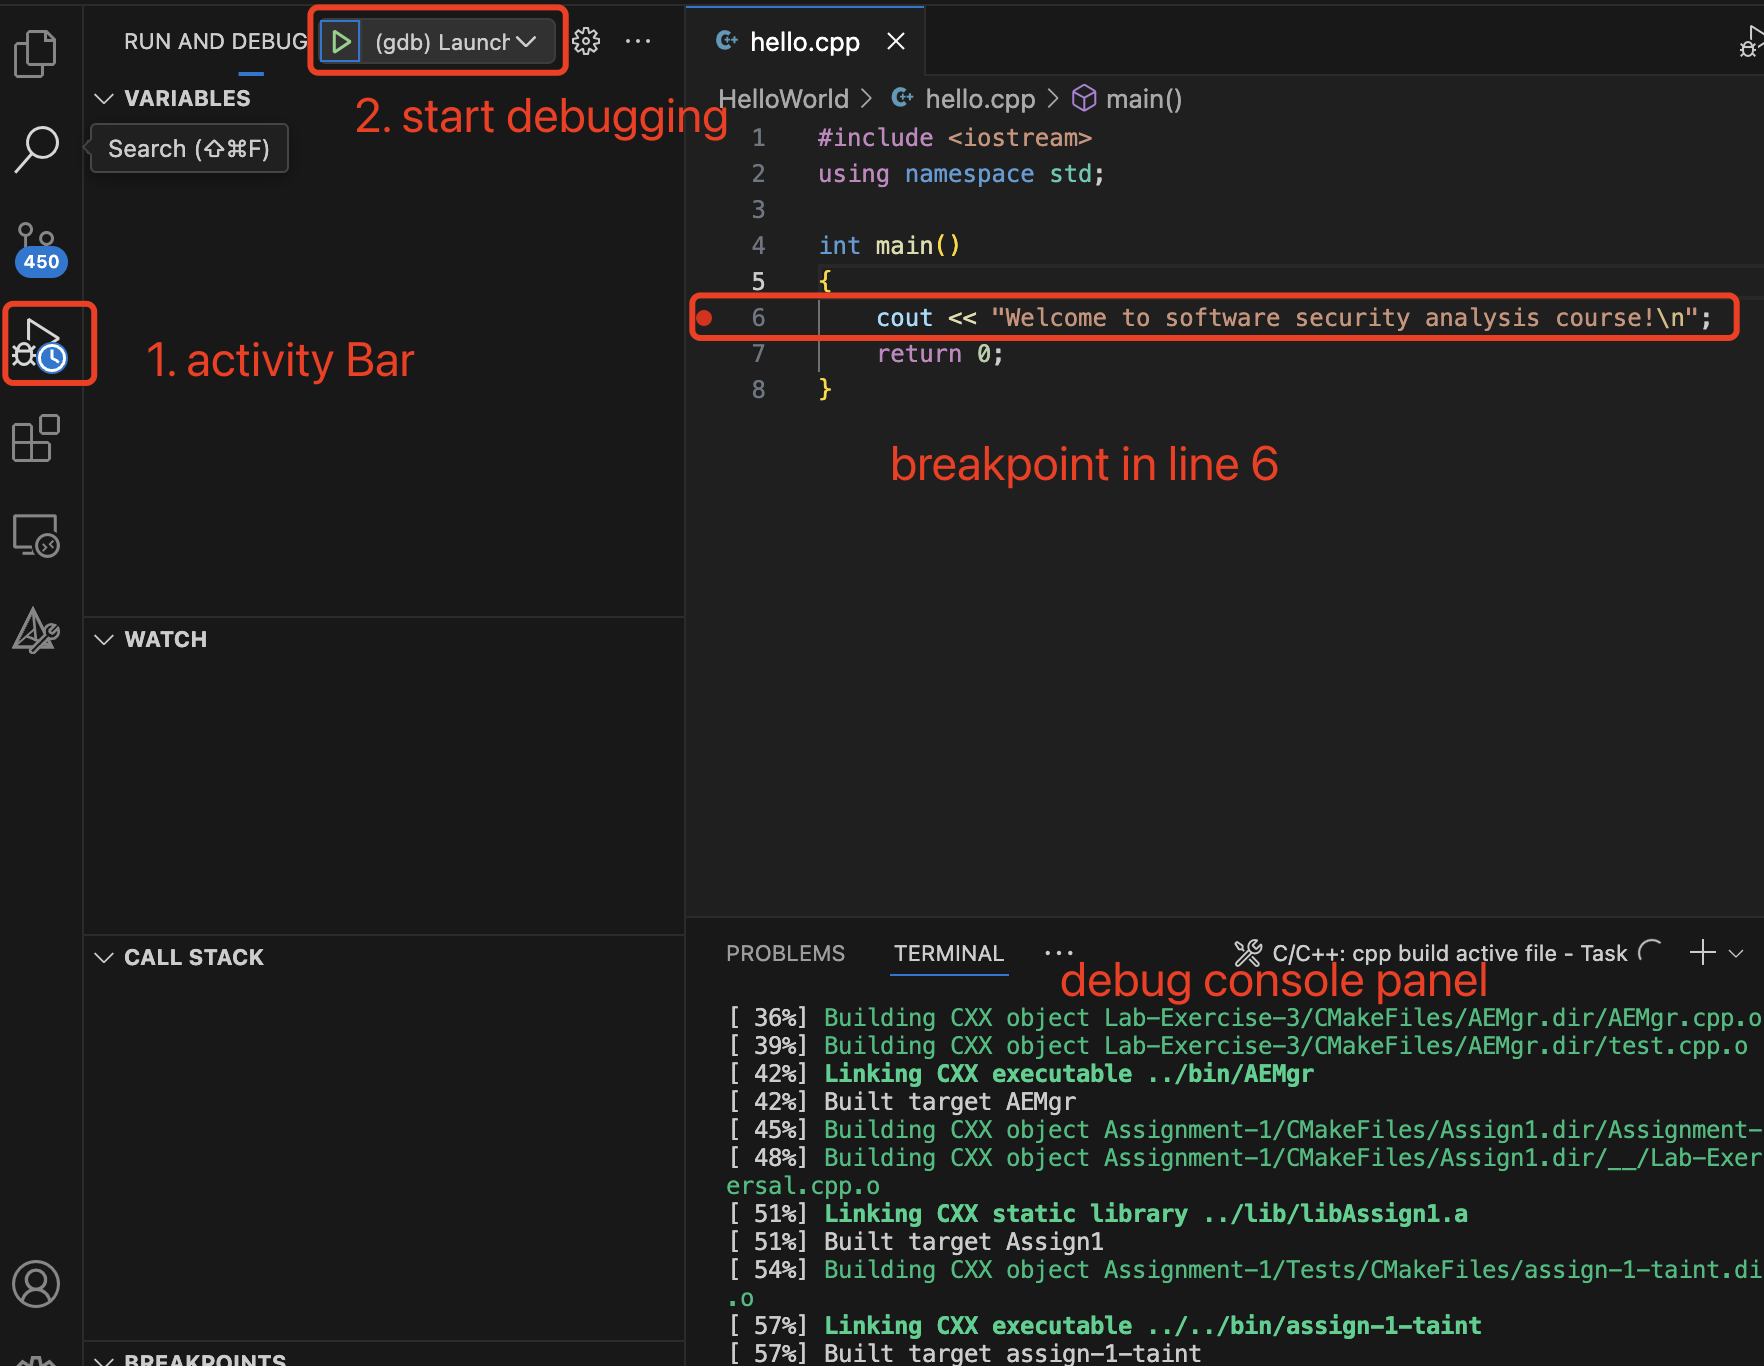 RUN AND DEBUG
(gdb) Launch
hello.cpp
VARIABLES
2. start debugging
Search (⇧⌘F)
450
1. activity Bar
WATCH
CALL STACK
BREAKPOINTS
HelloWorld > hello.cpp > main()
1 #include <iostream>
2 using namespace std;
3
4 int main()
5 {
6 cout << "Welcome to software security analysis course!\n";
7 return 0;
8 }
breakpoint in line 6
PROBLEMS TERMINAL ··· C/C++: cpp build active file - Task
debug console panel
[ 36%] Building CXX object Lab-Exercise-3/CMakeFiles/AEMgr.dir/AEMgr.cpp.o
[ 39%] Building CXX object Lab-Exercise-3/CMakeFiles/AEMgr.dir/test.cpp.o
[ 42%] Linking CXX executable ../bin/AEMgr
[ 42%] Built target AEMgr
[ 45%] Building CXX object Assignment-1/CMakeFiles/Assign1.dir/Assignment-
[ 48%] Building CXX object Assignment-1/CMakeFiles/Assign1.dir/__/Lab-Exer
ersal.cpp.o
[ 51%] Linking CXX static library ../lib/libAssign1.a
[ 51%] Built target Assign1
[ 54%] Building CXX object Assignment-1/Tests/CMakeFiles/assign-1-taint.di
.o
[ 57%] Linking CXX executable ../../bin/assign-1-taint
[ 57%] Built target assign-1-taint